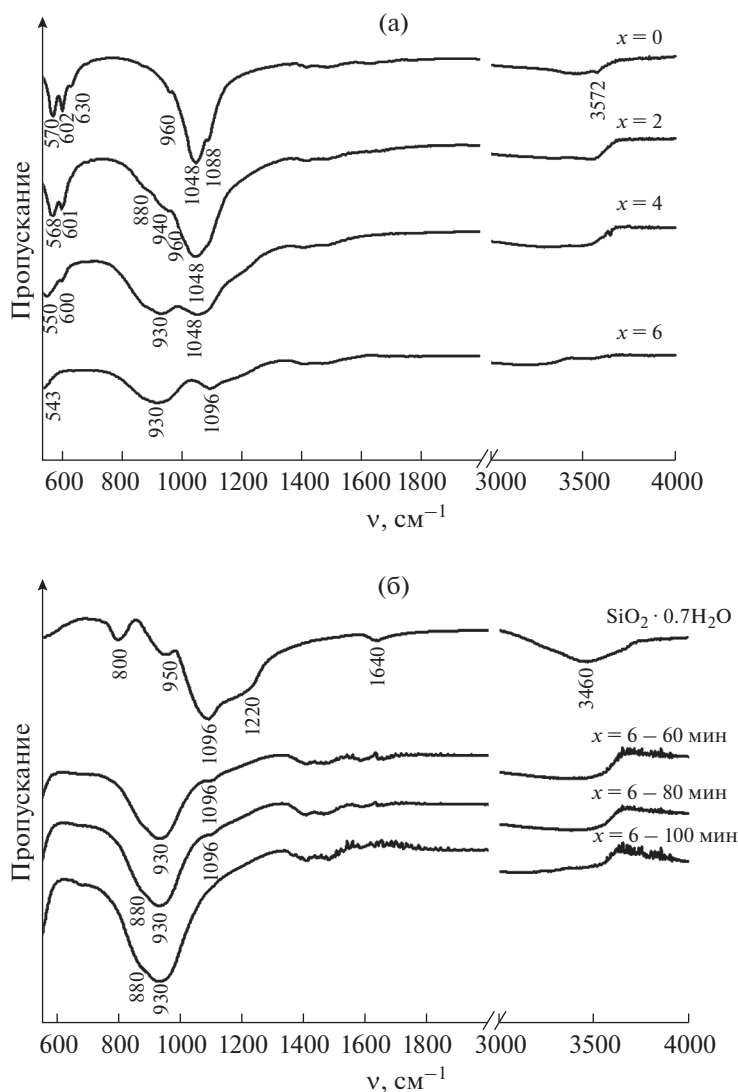 (а)
x = 0
570
602
630
960
1048
1088
3572
x = 2
568
601
880
940
960
1048
x = 4
550
600
930
1048
x = 6
543
930
1096
Пропускание
600 800 1000 1200 1400 1600 1800 3000 3500 4000
ν, см⁻¹
(б)
SiO₂ · 0.7H₂O
800
950
1096
1220
1640
3460
x = 6 – 60 мин
930
1096
x = 6 – 80 мин
880
930
1096
x = 6 – 100 мин
880
930
Пропускание
600 800 1000 1200 1400 1600 1800 3000 3500 4000
ν, см⁻¹